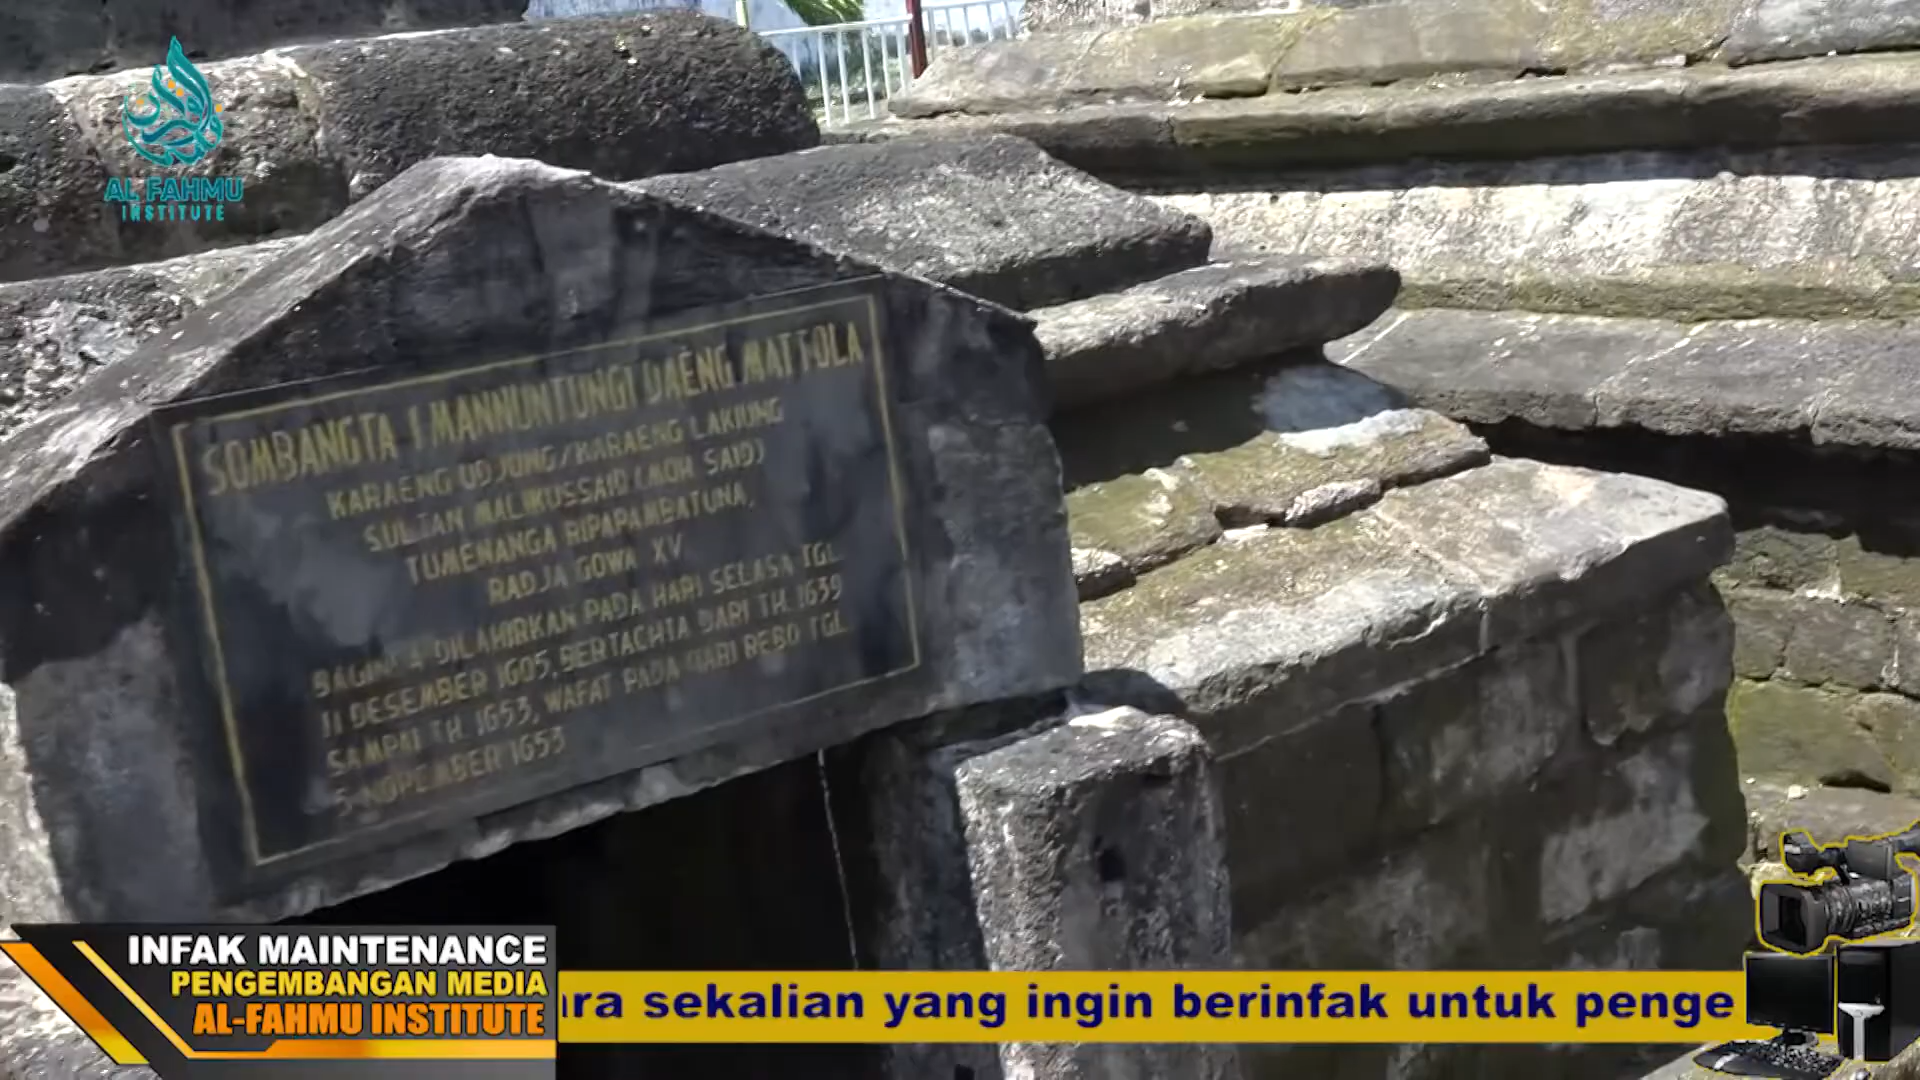 AL FAHMU
INSTITUTE
SOMBANGTA I MANNUNTUNGI DAENG MATTOLA
KARAENG UDJUNG/KARAENG LAKIUNG
SULTAN MALIKUSSAID (MOH SAID)
TUMENANGA RIPAPAMBATUNA,
RADJA GOWA XV.
DILAHIRKAN PADA HARI SELASA TGL
11 DESEMBER 1605, BERTACHTA DARI TH. 1639
SAMPAI TH. 1653, WAFAT PADA HARI REBO TGL.
5 NOPEMBER 1653
INFAK MAINTENANCE
PENGEMBANGAN MEDIA
AL-FAHMU INSTITUTE
ara sekalian yang ingin berinfak untuk penge